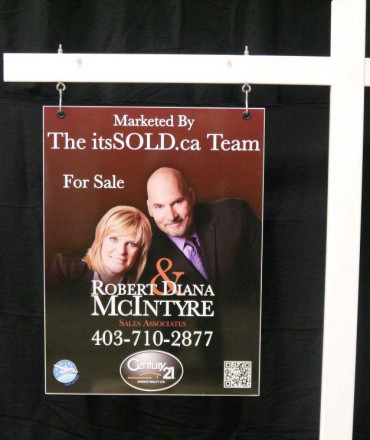 Marketed By
The itsSOLD.ca Team
For Sale
ROBERT & DIANA
MCINTYRE
SALES ASSOCIATES
403-710-2877
Century 21